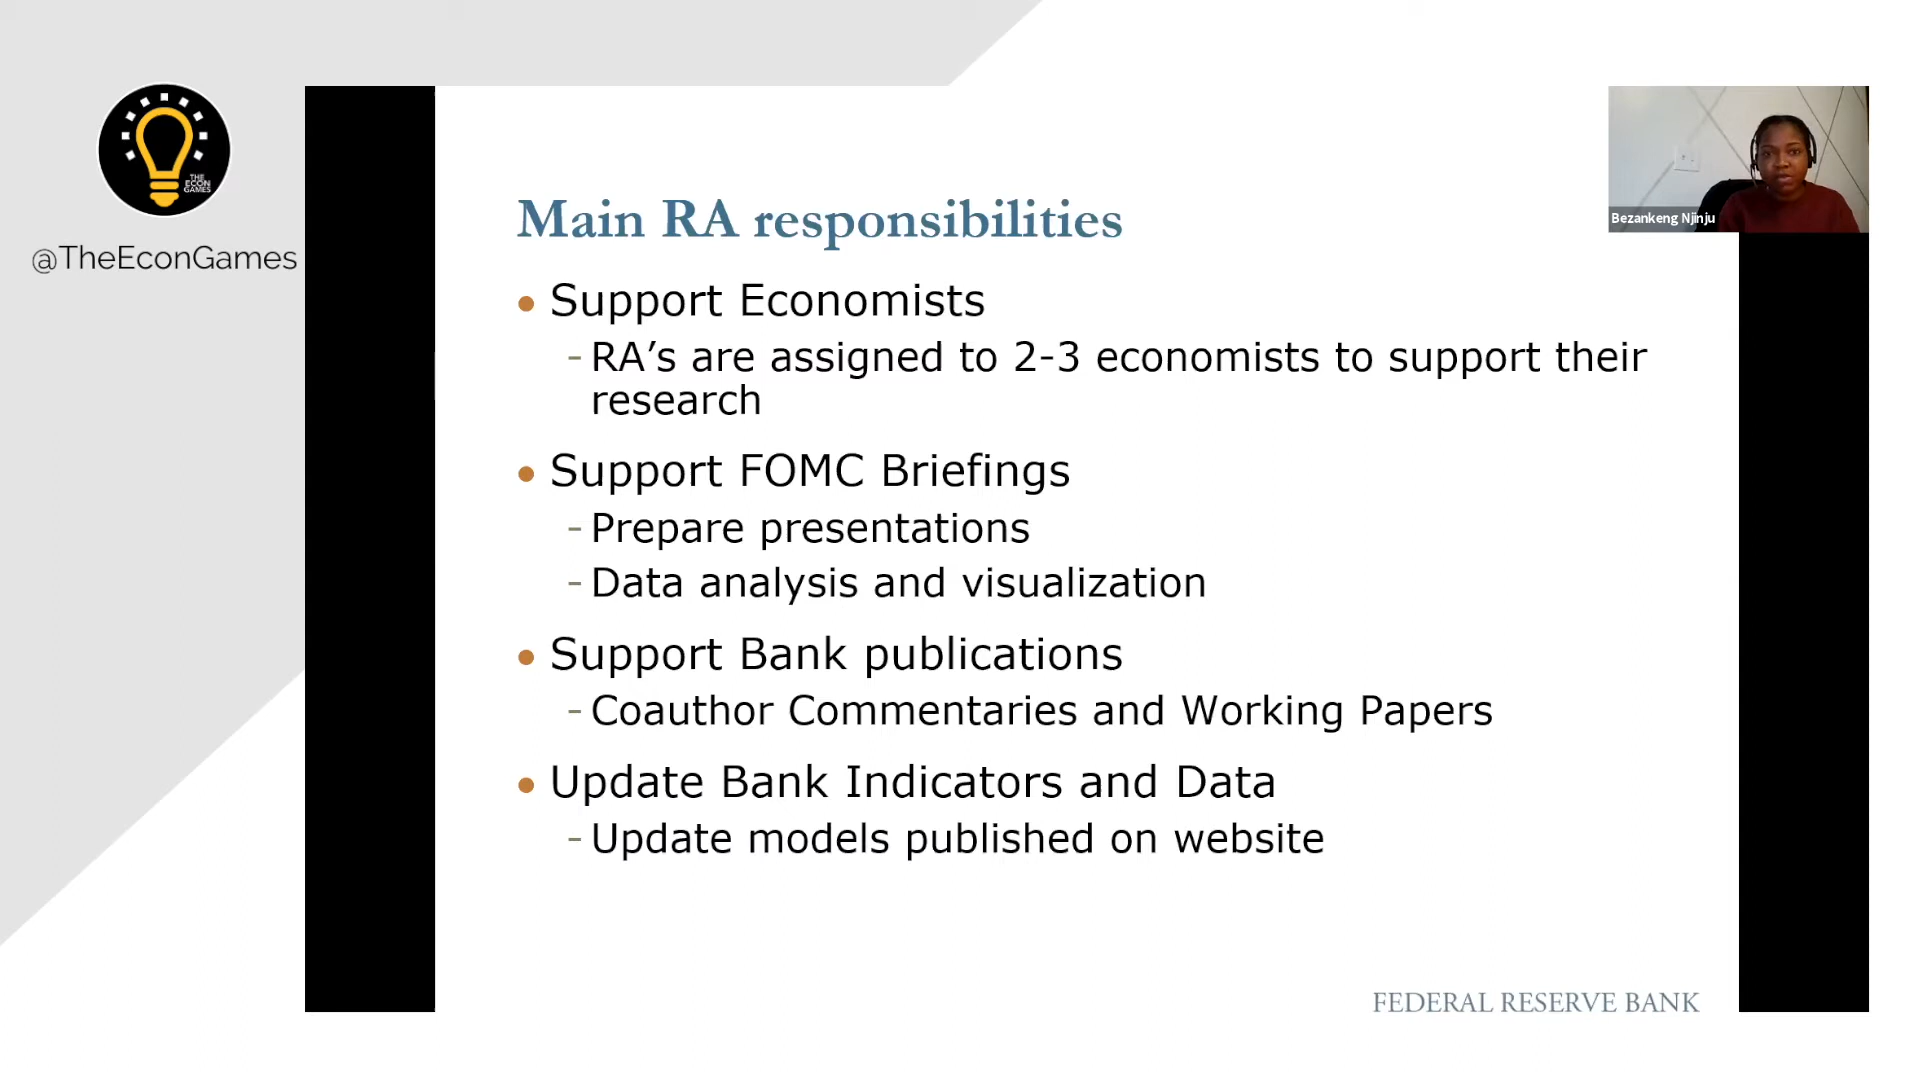 THE
ECON
GAMES
@TheEconGames
Bezankeng Njinju
Main RA responsibilities
• Support Economists
- RA’s are assigned to 2-3 economists to support their
research
• Support FOMC Briefings
- Prepare presentations
- Data analysis and visualization
• Support Bank publications
- Coauthor Commentaries and Working Papers
• Update Bank Indicators and Data
- Update models published on website
FEDERAL RESERVE BANK